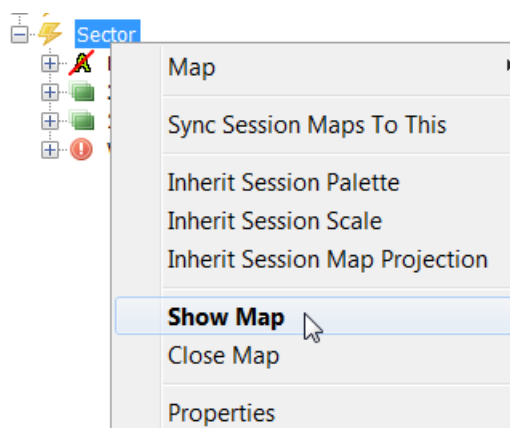 Sector
Map
Sync Session Maps To This
Inherit Session Palette
Inherit Session Scale
Inherit Session Map Projection
Show Map
Close Map
Properties